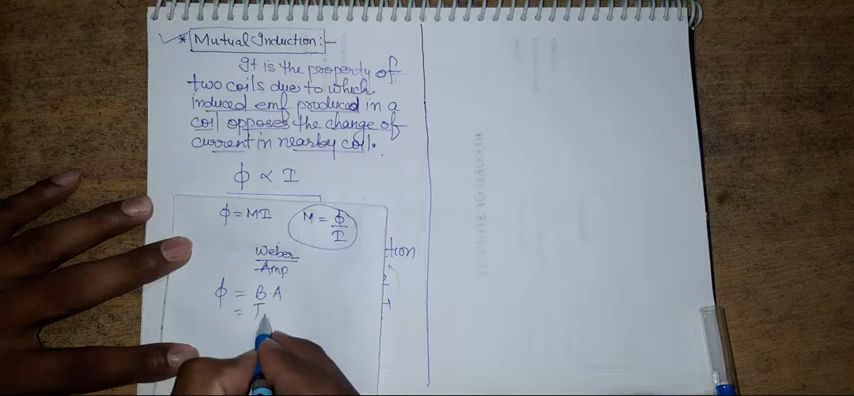 * Mutual Induction:-
It is the property of
two coils due to which
induced emf produced in a
coil opposes the change of
current in nearby coil.
ϕ ∝ I
ϕ = MI M = ϕ/I
Weber/Amp
tion
ϕ = B·A
= T